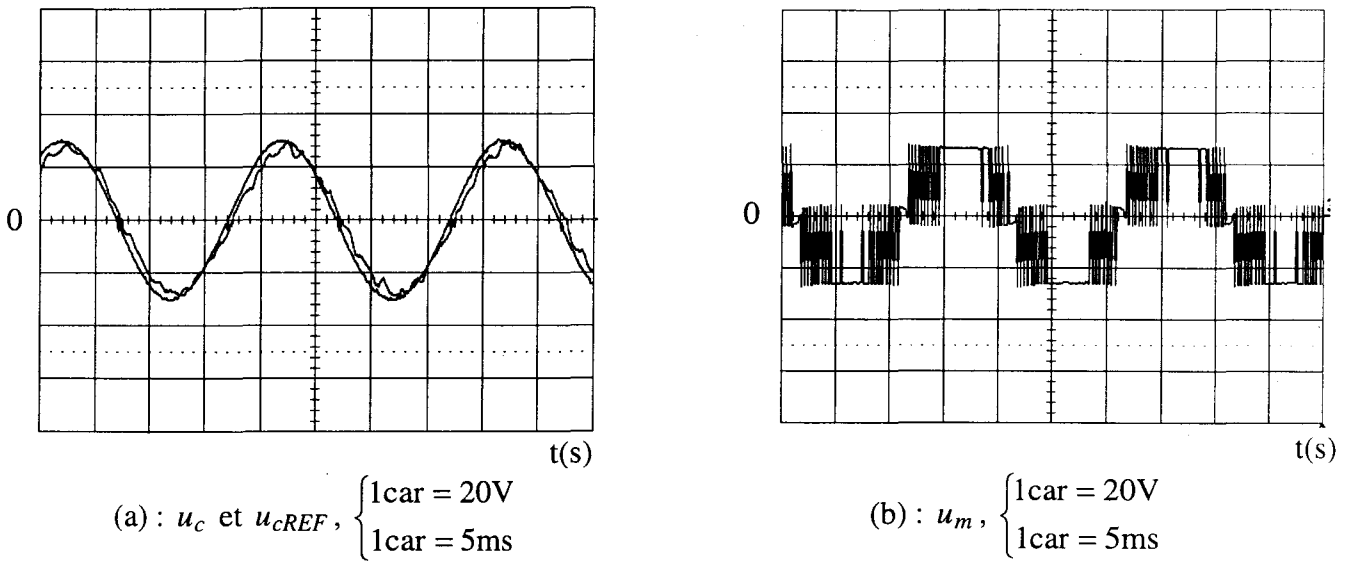 0
t(s)
(a) : u_c et u_cREF , { 1car = 20V
1car = 5ms
0
t(s)
(b) : u_m , { 1car = 20V
1car = 5ms